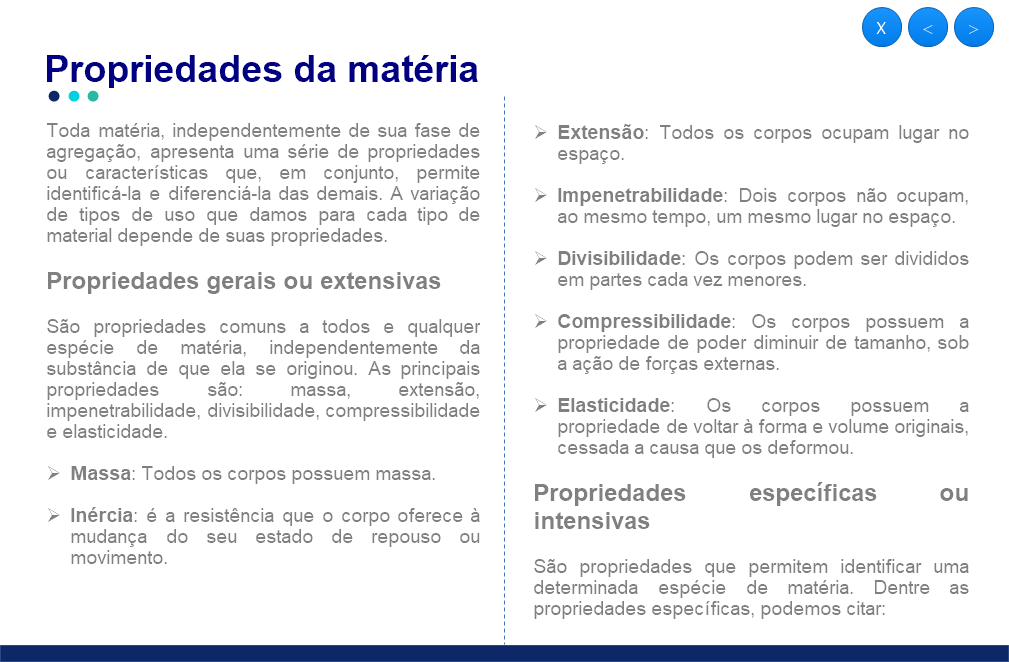 X < >
Propriedades da matéria
Toda matéria, independentemente de sua fase de
agregação, apresenta uma série de propriedades
ou características que, em conjunto, permite
identificá-la e diferenciá-la das demais. A variação
de tipos de uso que damos para cada tipo de
material depende de suas propriedades.
Propriedades gerais ou extensivas
São propriedades comuns a todos e qualquer
espécie de matéria, independentemente da
substância de que ela se originou. As principais
propriedades são: massa, extensão,
impenetrabilidade, divisibilidade, compressibilidade
e elasticidade.
➢ Massa: Todos os corpos possuem massa.
➢ Inércia: é a resistência que o corpo oferece à
mudança do seu estado de repouso ou
movimento.
➢ Extensão: Todos os corpos ocupam lugar no
espaço.
➢ Impenetrabilidade: Dois corpos não ocupam,
ao mesmo tempo, um mesmo lugar no espaço.
➢ Divisibilidade: Os corpos podem ser divididos
em partes cada vez menores.
➢ Compressibilidade: Os corpos possuem a
propriedade de poder diminuir de tamanho, sob
a ação de forças externas.
➢ Elasticidade: Os corpos possuem a
propriedade de voltar à forma e volume originais,
cessada a causa que os deformou.
Propriedades específicas ou
intensivas
São propriedades que permitem identificar uma
determinada espécie de matéria. Dentre as
propriedades específicas, podemos citar: